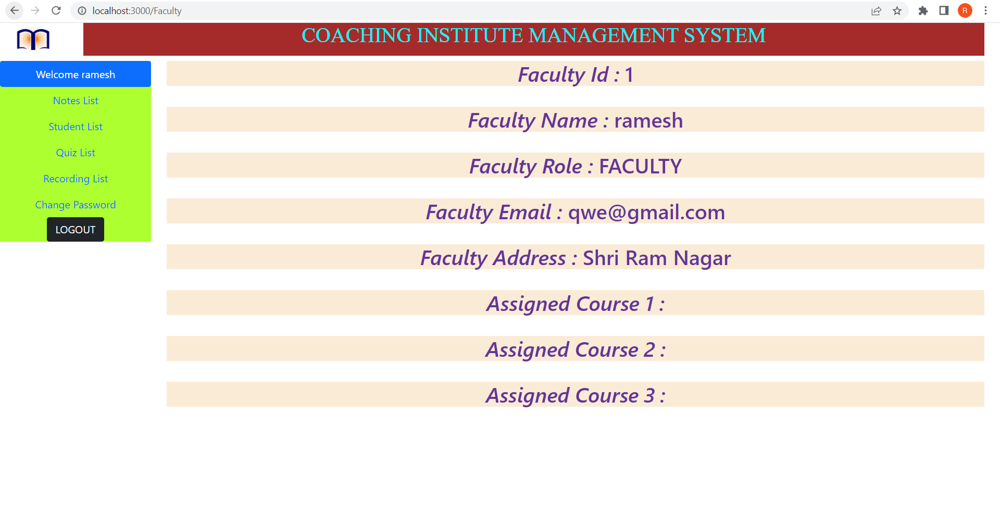 localhost:3000/Faculty
R
COACHING INSTITUTE MANAGEMENT SYSTEM
Welcome ramesh
Notes List
Student List
Quiz List
Recording List
Change Password
LOGOUT
Faculty Id : 1
Faculty Name : ramesh
Faculty Role : FACULTY
Faculty Email : qwe@gmail.com
Faculty Address : Shri Ram Nagar
Assigned Course 1 :
Assigned Course 2 :
Assigned Course 3 :